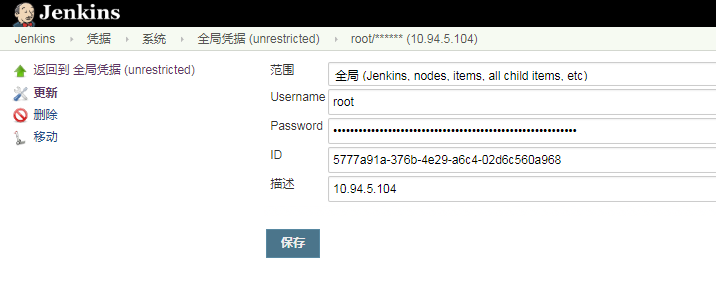 Jenkins
Jenkins 凭据 系统 全局凭据 (unrestricted) root/****** (10.94.5.104)
返回到 全局凭据 (unrestricted)
更新
删除
移动
范围 全局 (Jenkins, nodes, items, all child items, etc)
Username root
Password ••••••••••••••••••••••••••••••••••••••••••••••••••••••••••
ID 5777a91a-376b-4e29-a6c4-02d6c560a968
描述 10.94.5.104
保存